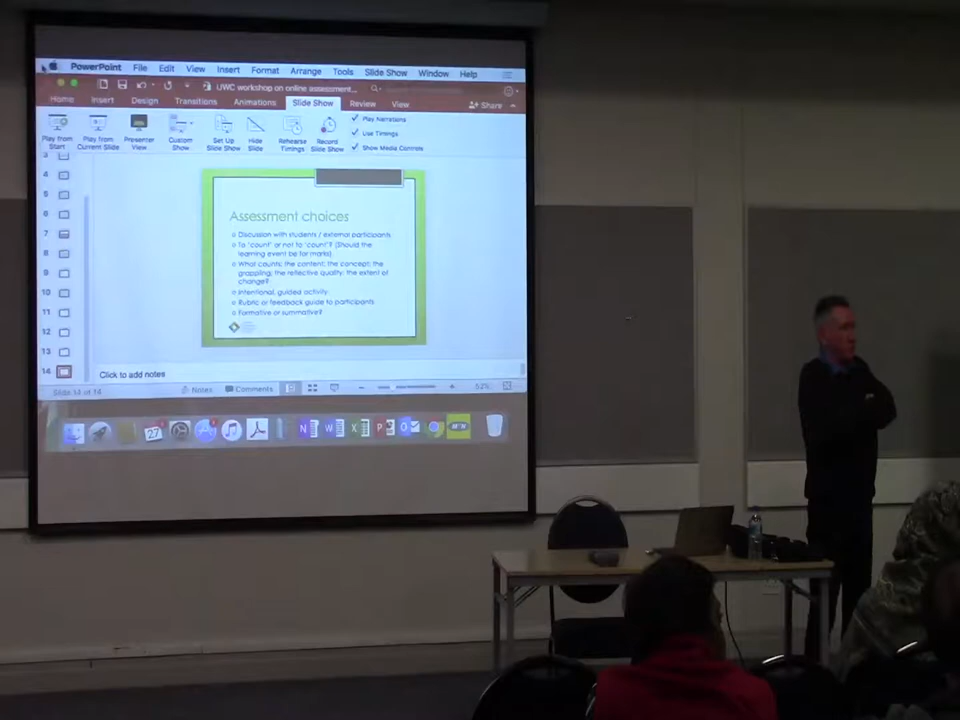 PowerPoint File Edit View Insert Format Arrange Tools Slide Show Window Help
UWC workshop on online assessment...
Home Insert Design Transitions Animations Slide Show Review View Share
Play from Start
Play from Current Slide
Presenter View
Custom Show
Set Up Slide Show
Hide Slide
Rehearse Timings
Record Slide Show
Play Narrations
Use Timings
Show Media Controls
3
4
5
6
7
8
9
10
11
12
13
14
Assessment choices
Discussion with students / external participants
To 'count' or not to 'count'? (Should the
learning event be for marks)
What counts: the content; the concept; the
grappling; the reflective quality; the extent of
change?
Intentional, guided activity
Rubric or feedback guide to participants
Formative or summative?
Click to add notes
Slide 14 of 14 Notes Comments 52%
27